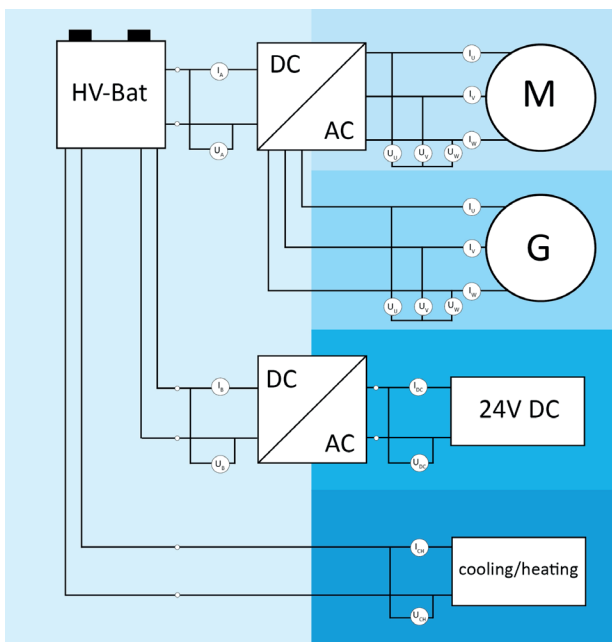 HV-Bat
I_A
U_A
DC
AC
I_U
I_V
I_W
U_U U_V U_W
M
I_U
I_V
I_W
U_U U_V U_W
G
I_B
U_B
DC
AC
I_DC
U_DC
24V DC
I_CH
U_CH
cooling/heating